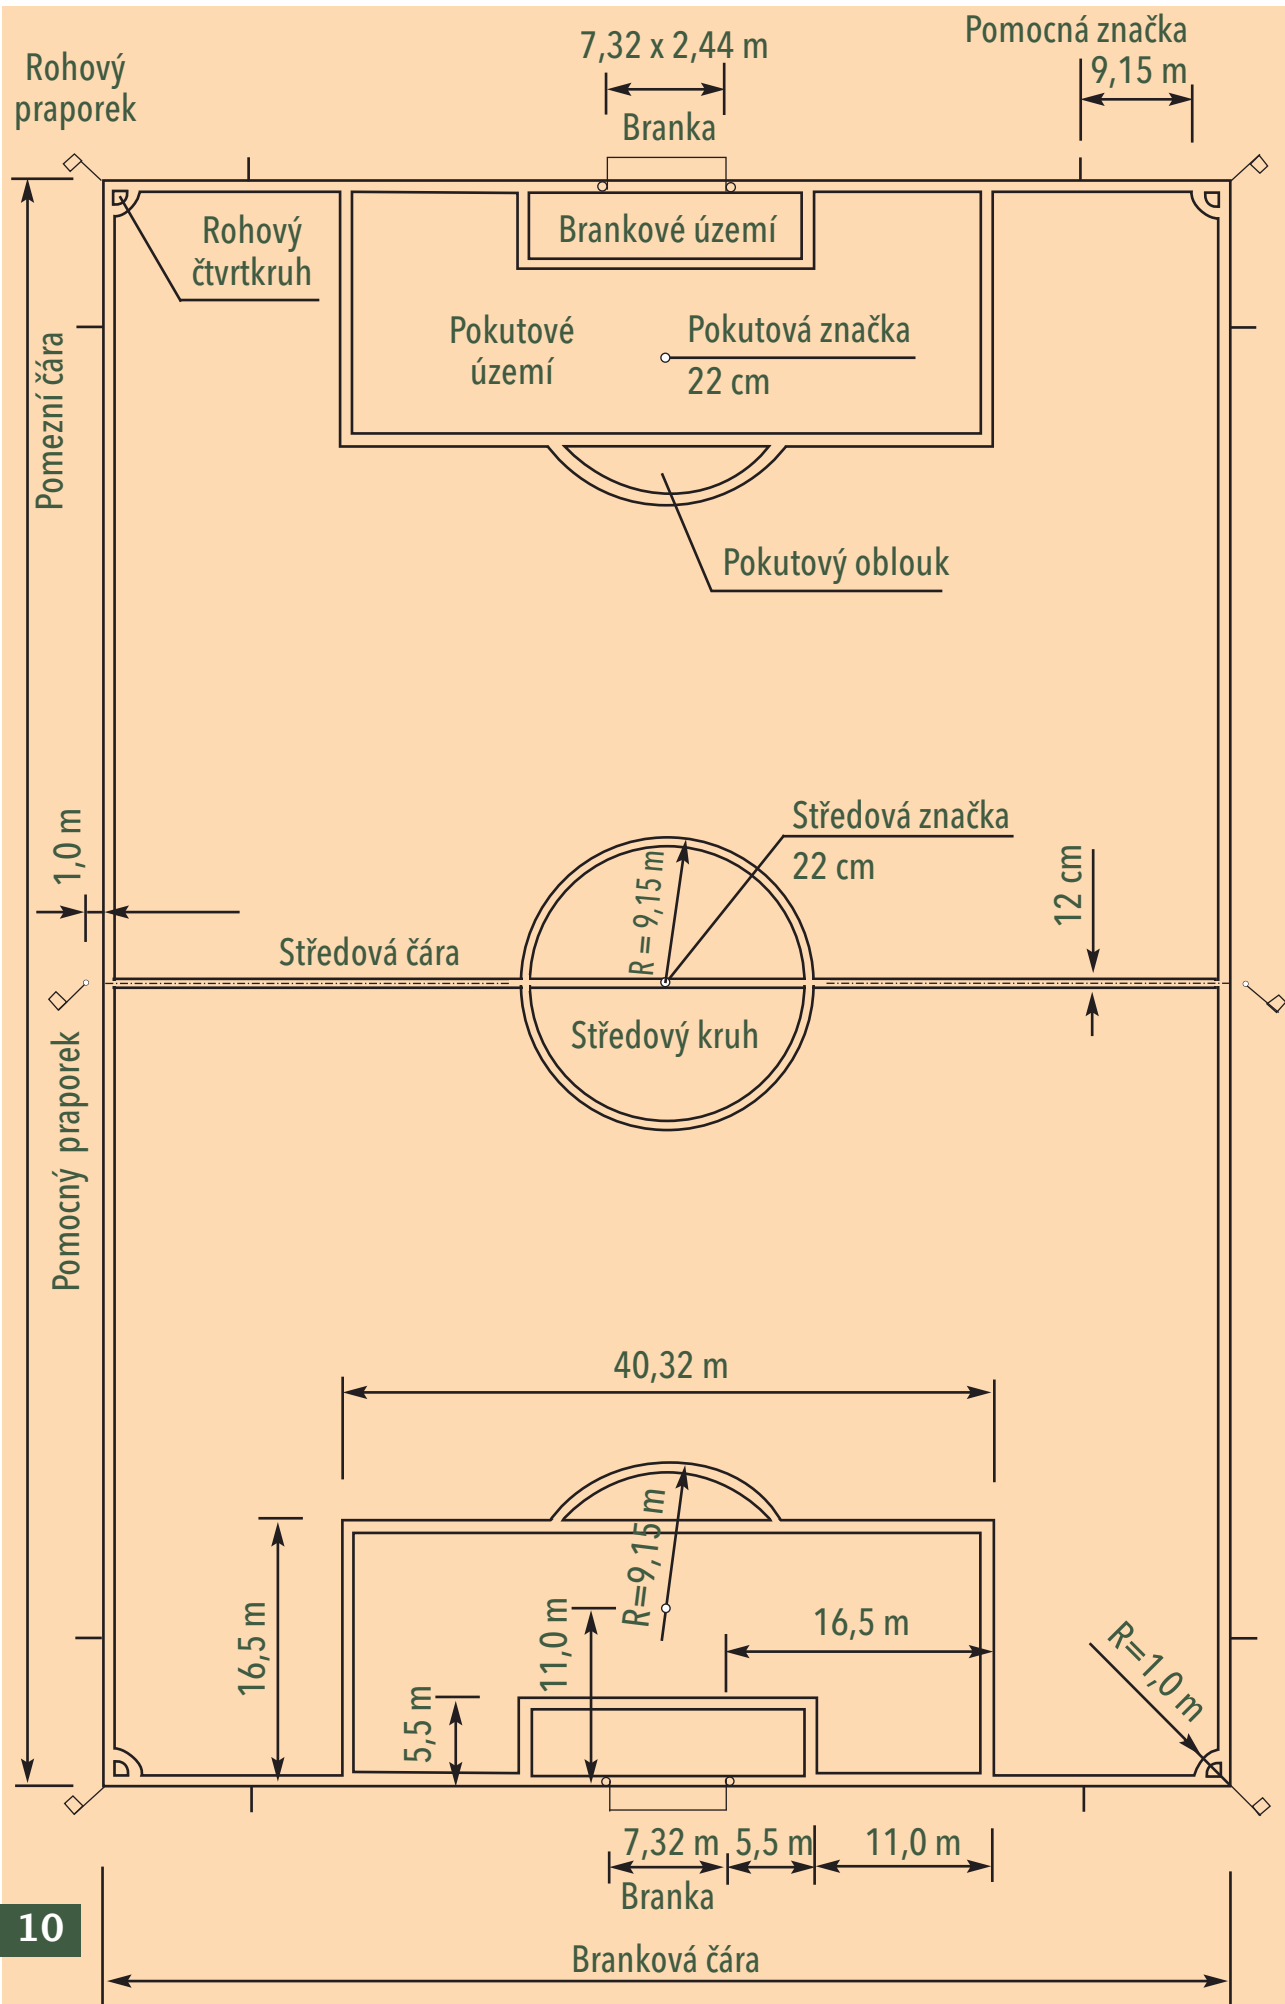 7,32 x 2,44 m
Pomocná značka
9,15 m
Rohový
praporek
Branka
Rohový
čtvrtkruh
Brankové území
Pokutové
území
Pokutová značka
22 cm
Pomezní čára
Pokutový oblouk
Středová značka
22 cm
1,0 m
R = 9,15 m
12 cm
Středová čára
Středový kruh
Pomocný praporek
40,32 m
R=9,15 m
16,5 m
11,0 m
16,5 m
5,5 m
R=1,0 m
7,32 m
5,5 m
11,0 m
Branka
10
Branková čára